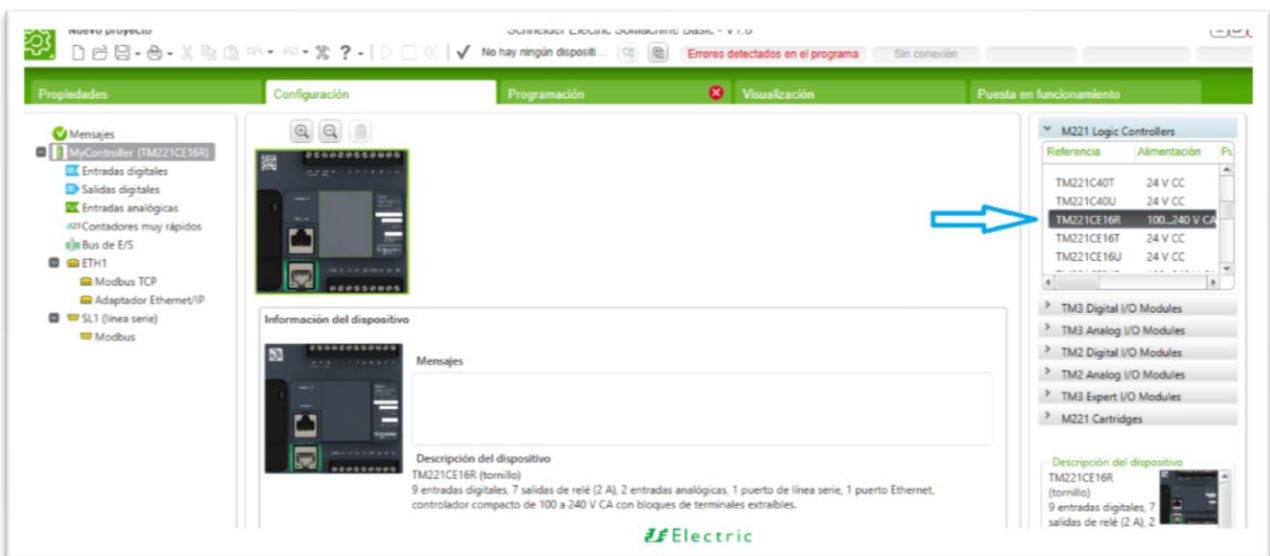 Nuevo proyecto
Schneider Electric SoMachine Basic - V1.6
No hay ningún dispositi...
Errores detectados en el programa
Sin conexión
Propiedades
Configuración
Programación
Visualización
Puesta en funcionamiento
Mensajes
MyController (TM221CE16R)
Entradas digitales
Salidas digitales
Entradas analógicas
Contadores muy rápidos
Bus de E/S
ETH1
Modbus TCP
Adaptador Ethernet/IP
SL1 (línea serie)
Modbus
Información del dispositivo
Mensajes
Descripción del dispositivo
TM221CE16R (tornillo)
9 entradas digitales, 7 salidas de relé (2 A), 2 entradas analógicas, 1 puerto de línea serie, 1 puerto Ethernet,
controlador compacto de 100 a 240 V CA con bloques de terminales extraíbles.
M221 Logic Controllers
Referencia Alimentación Pu
TM221C40T 24 V CC
TM221C40U 24 V CC
TM221CE16R 100...240 V CA
TM221CE16T 24 V CC
TM221CE16U 24 V CC
TM3 Digital I/O Modules
TM3 Analog I/O Modules
TM2 Digital I/O Modules
TM2 Analog I/O Modules
TM3 Expert I/O Modules
M221 Cartridges
Descripción del dispositivo
TM221CE16R
(tornillo)
9 entradas digitales, 7
salidas de relé (2 A), 2
Electric